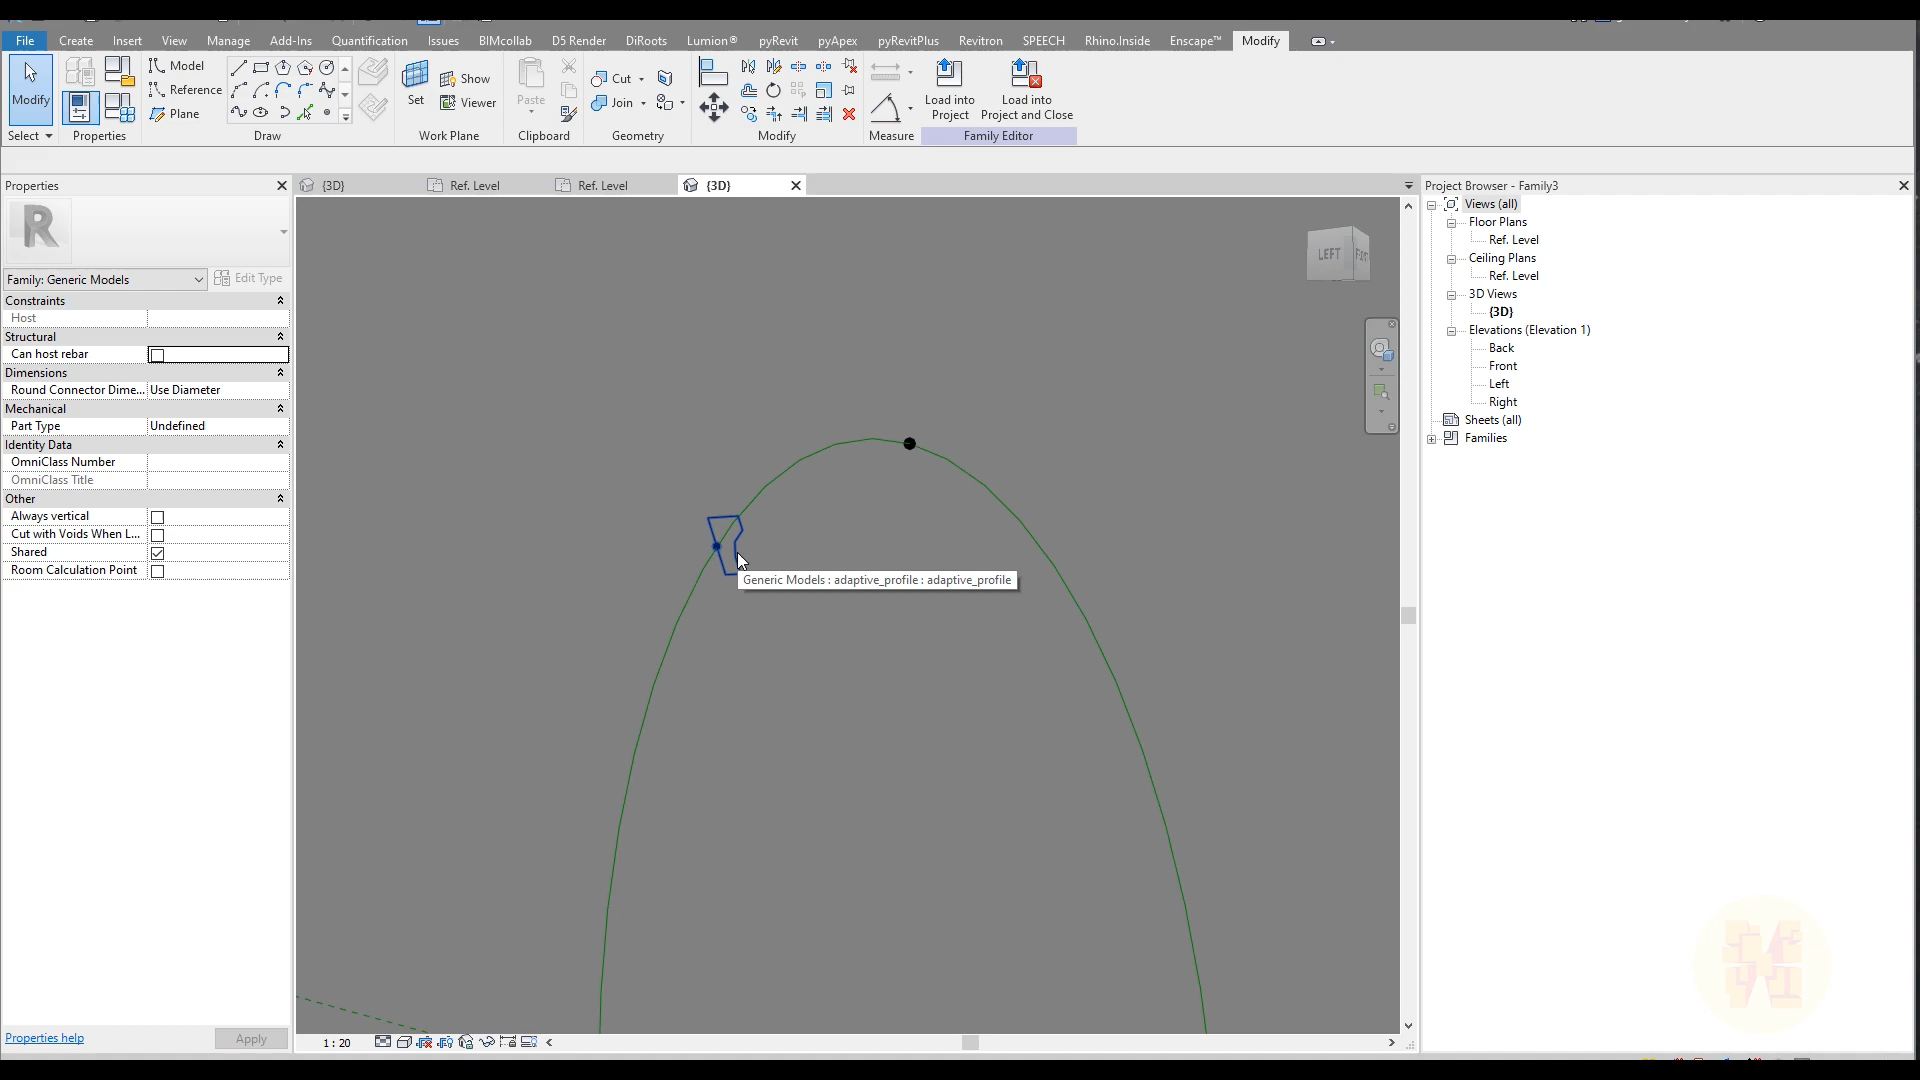 File Create Insert View Manage Add-Ins Quantification Issues BIMcollab D5 Render DiRoots Lumion® pyRevit pyApex pyRevitPlus Revitron SPEECH Rhino.Inside Enscape™ Modify
Modify
Select
Properties
Model
Reference
Plane
Draw
Set
Show
Viewer
Work Plane
Paste
Clipboard
Cut
Join
Geometry
Modify
Measure
Load into
Project
Load into
Project and Close
Family Editor
Properties
R
Family: Generic Models
Edit Type
Constraints
Host
Structural
Can host rebar
Dimensions
Round Connector Dime... Use Diameter
Mechanical
Part Type Undefined
Identity Data
OmniClass Number
OmniClass Title
Other
Always vertical
Cut with Voids When L...
Shared
Room Calculation Point
Properties help
Apply
{3D}
Ref. Level
Ref. Level
{3D}
LEFT
Generic Models : adaptive_profile : adaptive_profile
1 : 20
Project Browser - Family3
Views (all)
Floor Plans
Ref. Level
Ceiling Plans
Ref. Level
3D Views
{3D}
Elevations (Elevation 1)
Back
Front
Left
Right
Sheets (all)
Families